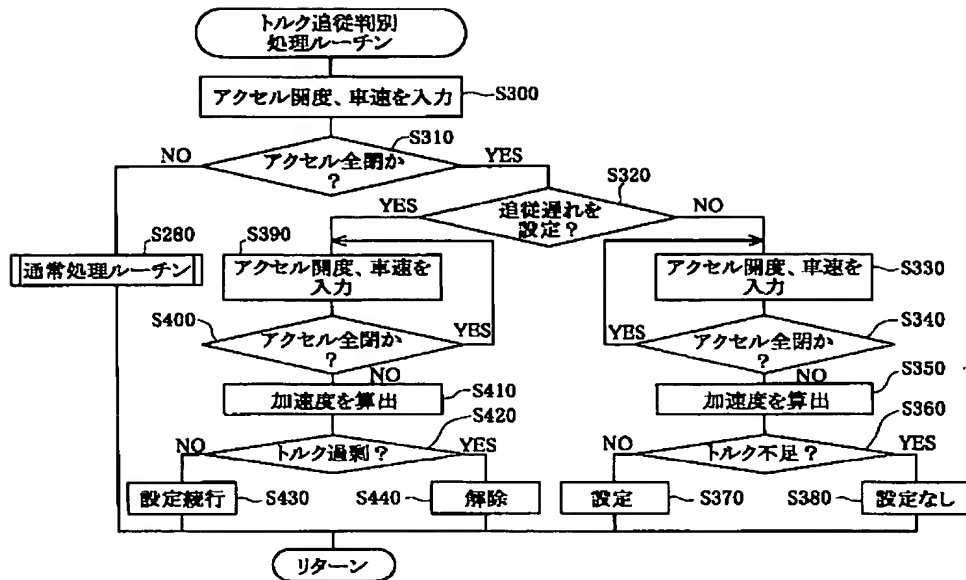 トルク追従判別
処理ルーチン
アクセル開度、車速を入力
S300
S310
アクセル全閉か
?
NO
YES
S320
追従遅れを
設定?
YES
NO
S280
通常処理ルーチン
S390
アクセル開度、車速を
入力
S330
アクセル開度、車速を
入力
S400
アクセル全閉か
?
YES
NO
S340
アクセル全閉か
?
YES
NO
S410
加速度を算出
S350
加速度を算出
S420
トルク過剰?
NO
YES
S360
トルク不足?
NO
YES
設定続行
S430
S440
解除
設定
S370
S380
設定なし
リターン